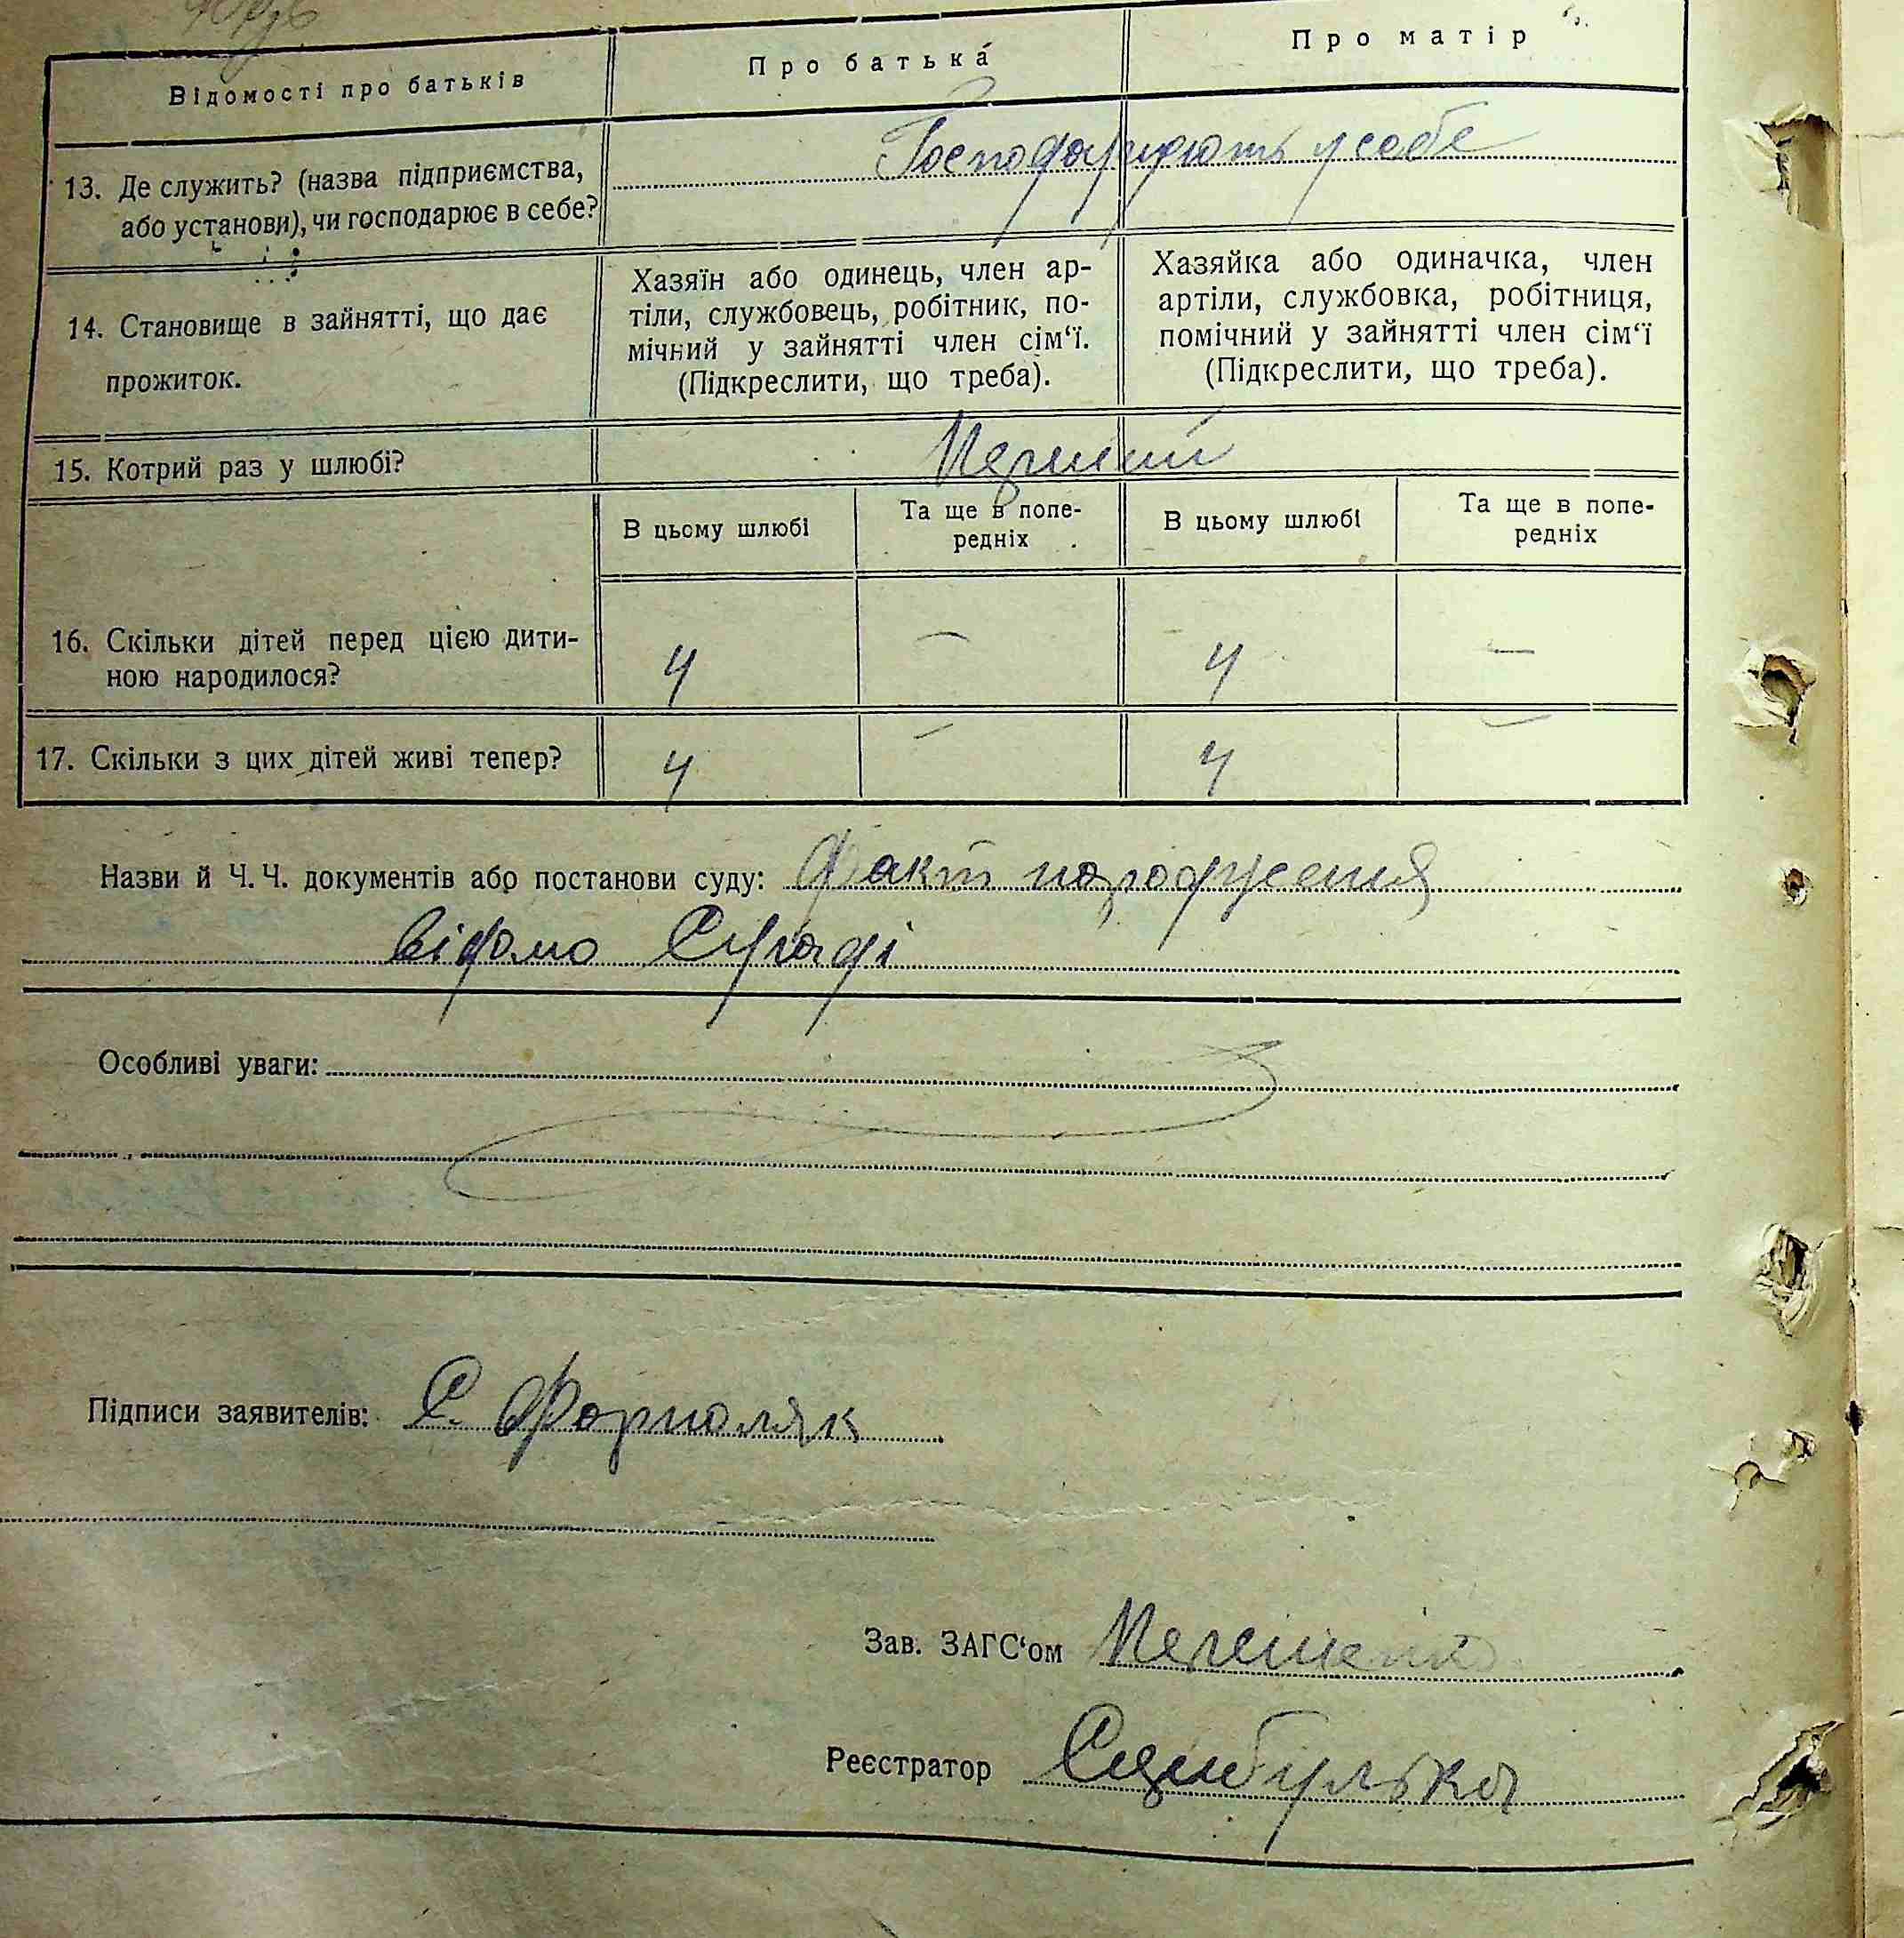 Відомості про батьків
Про батька
Про матір
13. Де служить? (назва підприємства,
або установи), чи господарює в себе?
Господарюють у себе
14. Становище в зайнятті, що дає
прожиток.
Хазяїн або одинець, член ар-
тіли, службовець, робітник, по-
мічний у зайнятті член сім‘ї.
(Підкреслити, що треба).
Хазяйка або одиначка, член
артіли, службовка, робітниця,
помічний у зайнятті член сім‘ї
(Підкреслити, що треба).
15. Котрий раз у шлюбі?
Перший
В цьому шлюбі
Та ще в попе-
редніх
В цьому шлюбі
Та ще в попе-
редніх
16. Скільки дітей перед цією дити-
ною народилося?
4 — 4 —
17. Скільки з цих дітей живі тепер?
4 — 4 —
Назви й Ч. Ч. документів або постанови суду: Факт народження
відомо Сураді
Особливі уваги:
Підписи заявителів: С. Форноляк
Зав. ЗАГС‘ом
Реєстратор